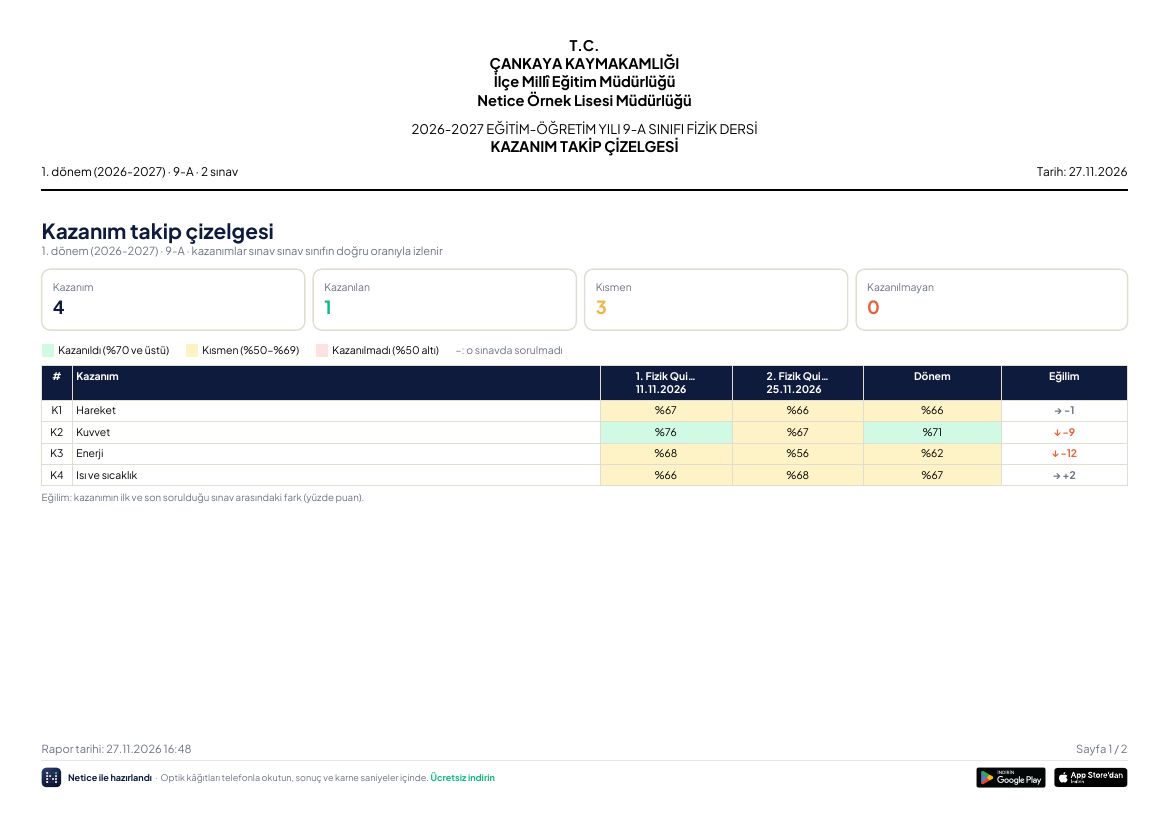 T.C.
ÇANKAYA KAYMAKAMLIĞI
İlçe Millî Eğitim Müdürlüğü
Netice Örnek Lisesi Müdürlüğü
2026-2027 EĞİTİM-ÖĞRETİM YILI 9-A SINIFI FİZİK DERSİ
KAZANIM TAKİP ÇİZELGESİ
1. dönem (2026-2027) · 9-A · 2 sınav Tarih: 27.11.2026
Kazanım takip çizelgesi
1. dönem (2026-2027) · 9-A · kazanımlar sınav sınav sınıfın doğru oranıyla izlenir
Kazanım Kazanılan Kısmen Kazanılmayan
4 1 3 0
Kazanıldı (%70 ve üstü) Kısmen (%50–%69) Kazanılmadı (%50 altı) –: o sınavda sorulmadı
# Kazanım 1. Fizik Qui… 2. Fizik Qui… Dönem Eğilim
11.11.2026 25.11.2026
K1 Hareket %67 %66 %66 → −1
K2 Kuvvet %76 %67 %71 ↓ −9
K3 Enerji %68 %56 %62 ↓ −12
K4 Isı ve sıcaklık %66 %68 %67 → +2
Eğilim: kazanımın ilk ve son sorulduğu sınav arasındaki fark (yüzde puan).
Rapor tarihi: 27.11.2026 16:48 Sayfa 1 / 2
Netice ile hazırlandı · Optik kâğıtları telefonla okutun, sonuç ve karne saniyeler içinde. Ücretsiz indirin
İNDİRİN Google Play
App Store'dan İndirin